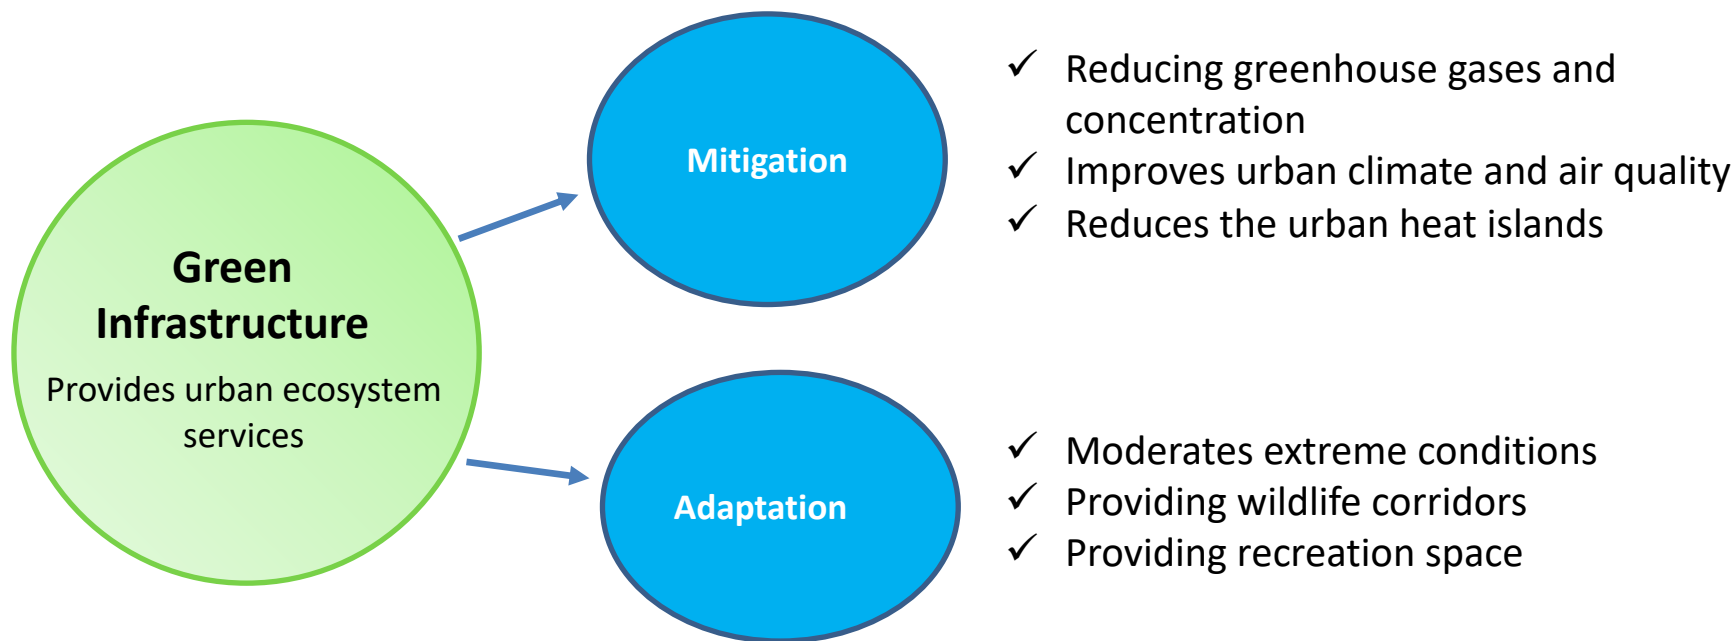 Green
Infrastructure
Provides urban ecosystem
services
Mitigation
✓ Reducing greenhouse gases and
concentration
✓ Improves urban climate and air quality
✓ Reduces the urban heat islands
Adaptation
✓ Moderates extreme conditions
✓ Providing wildlife corridors
✓ Providing recreation space